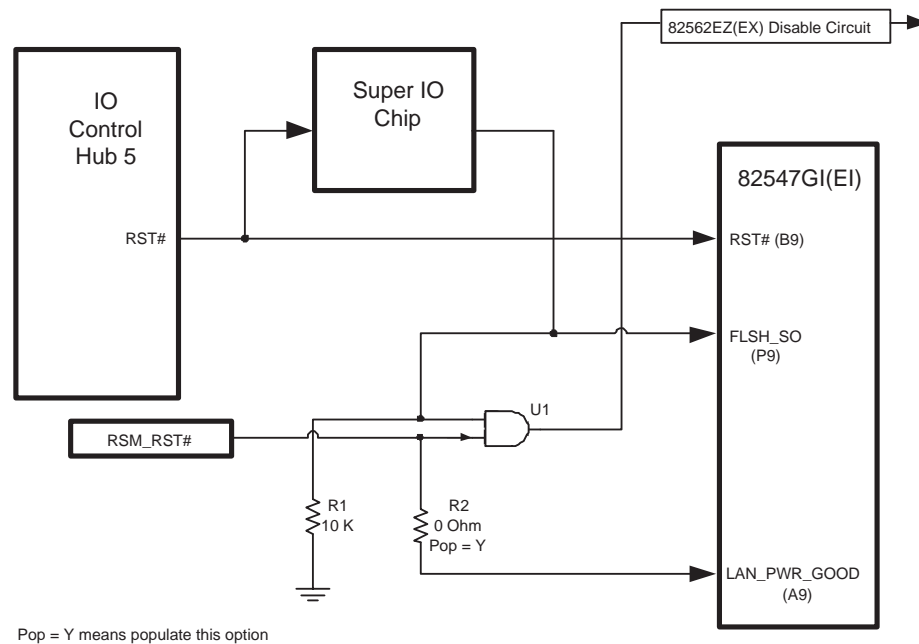 82562EZ(EX) Disable Circuit
IO
Control
Hub 5
Super IO
Chip
82547GI(EI)
RST#
RST# (B9)
FLSH_SO
(P9)
U1
RSM_RST#
R1
10 K
R2
0 Ohm
Pop = Y
LAN_PWR_GOOD
(A9)
Pop = Y means populate this option